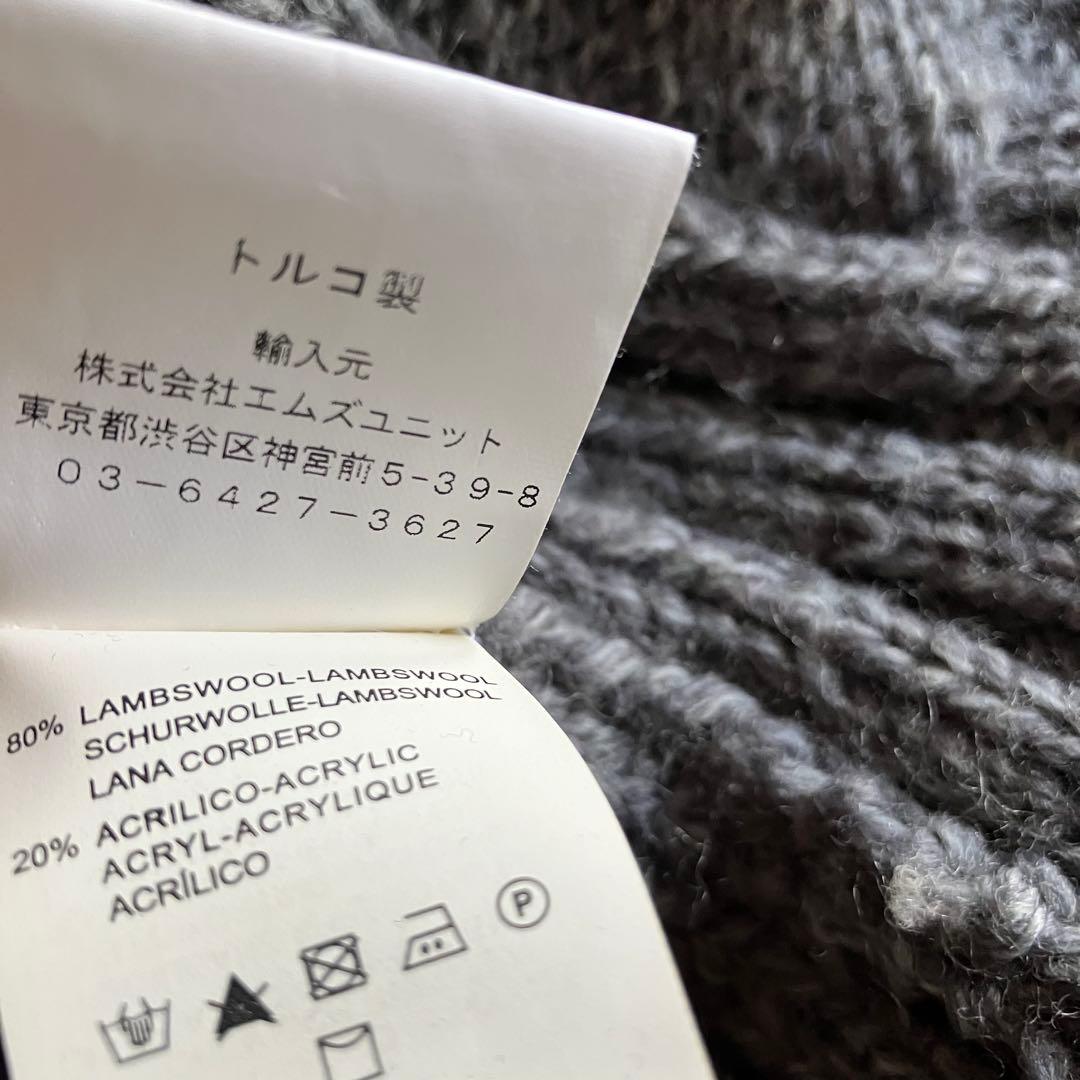 トルコ製
輸入元
株式会社エムズユニット
東京都渋谷区神宮前5-39-8
03-6427-3627
80% LAMBSWOOL-LAMBSWOOL
SCHURWOLLE-LAMBSWOOL
LANA CORDERO
20% ACRILICO-ACRYLIC
ACRYL-ACRYLIQUE
ACRÍLICO
P